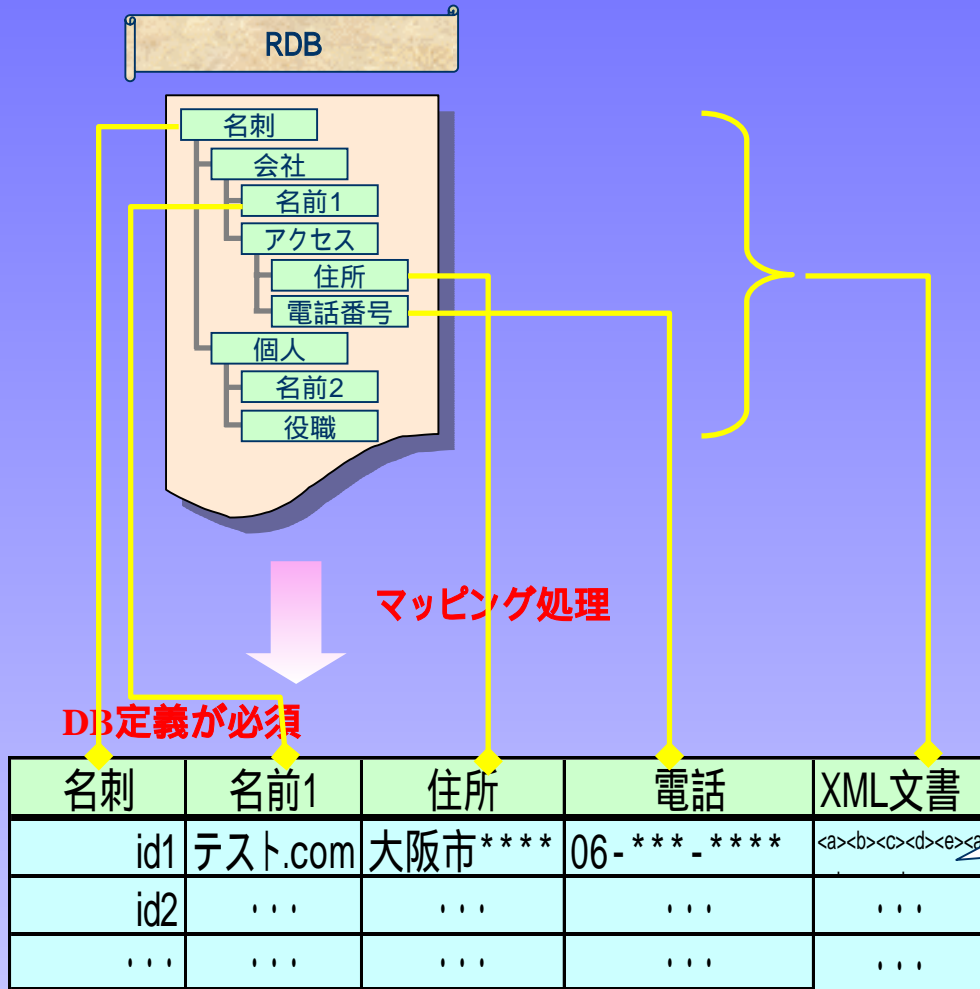 RDB
名刺
会社
名前1
アクセス
住所
電話番号
個人
名前2
役職
マッピング処理
DB定義が必須
名刺 名前1 住所 電話 XML文書
id1 テスト.com 大阪市**** 06-***-**** <a><b><c><d><e><a
id2 ・・・ ・・・ ・・・ ・・・
・・・ ・・・ ・・・ ・・・ ・・・